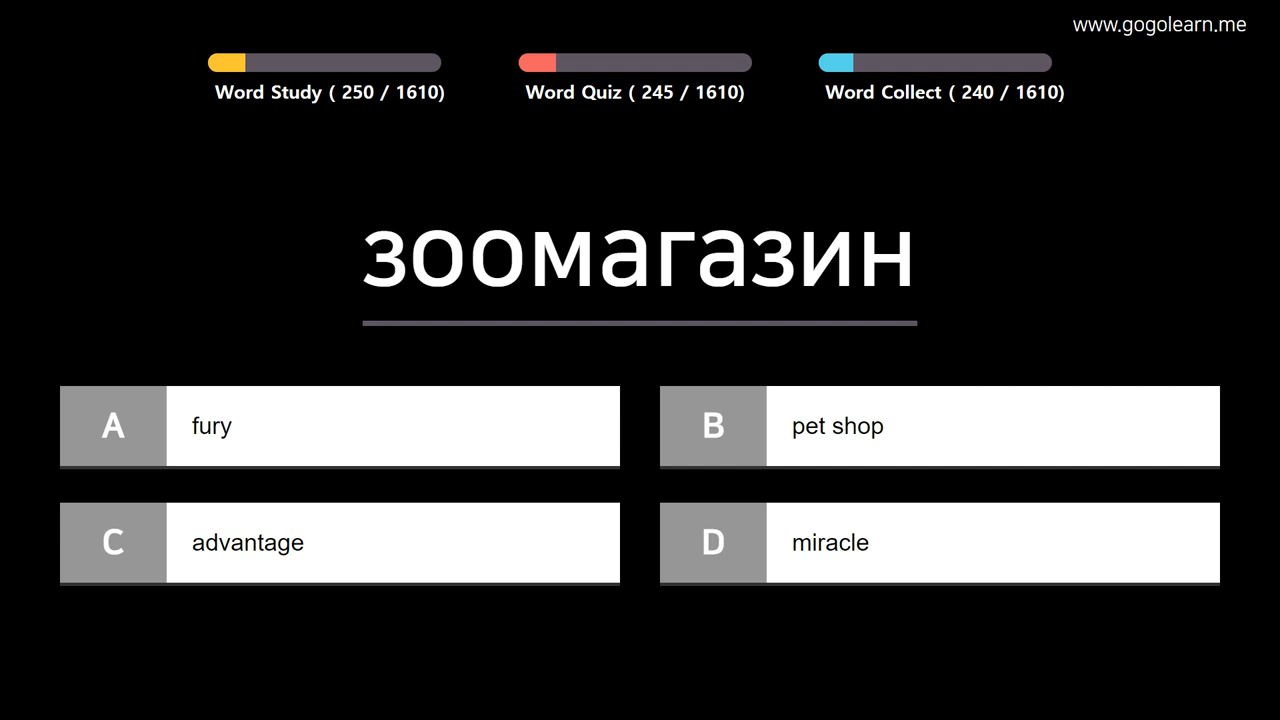 www.gogolearn.me
Word Study ( 250 / 1610)
Word Quiz ( 245 / 1610)
Word Collect ( 240 / 1610)
зоомагазин
A
fury
B
pet shop
C
advantage
D
miracle